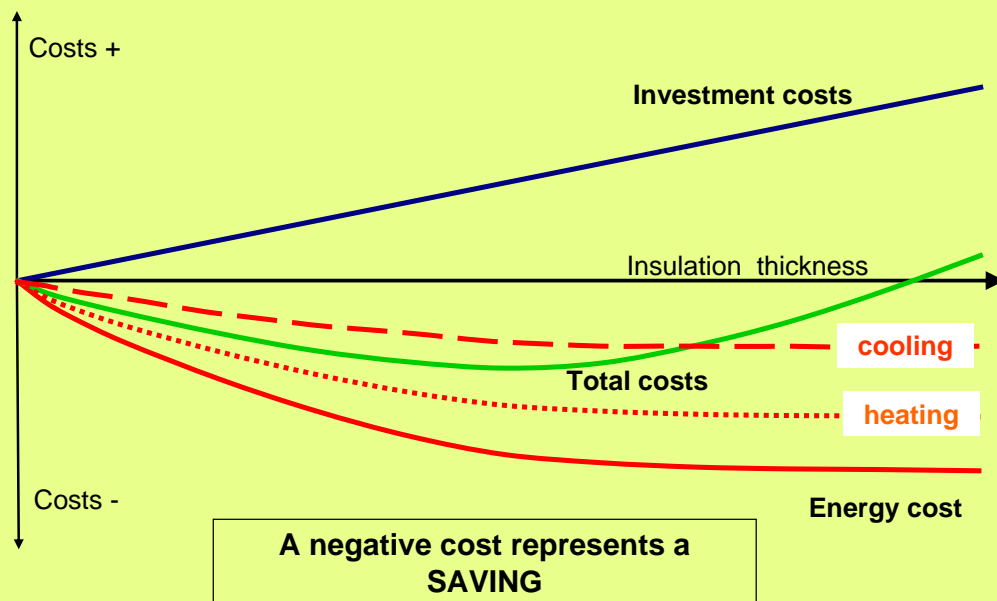 Costs +
Investment costs
Insulation thickness
cooling
Total costs
heating
Costs -
Energy cost
A negative cost represents a
SAVING